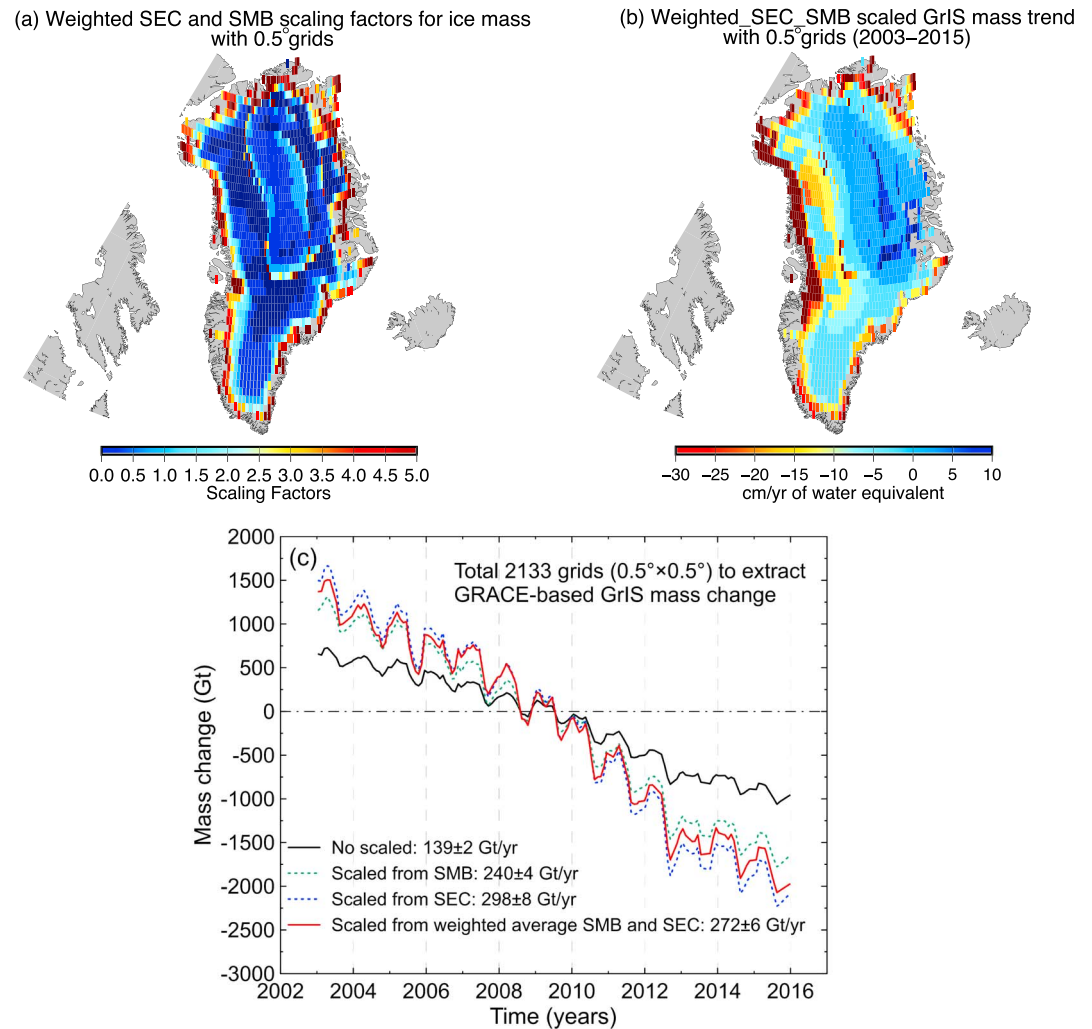 (a) Weighted SEC and SMB scaling factors for ice mass
with 0.5°grids
0.0 0.5 1.0 1.5 2.0 2.5 3.0 3.5 4.0 4.5 5.0
Scaling Factors
(b) Weighted_SEC_SMB scaled GrIS mass trend
with 0.5°grids (2003–2015)
−30 −25 −20 −15 −10 −5 0 5 10
cm/yr of water equivalent
(c)
Total 2133 grids (0.5°×0.5°) to extract
GRACE-based GrIS mass change
Mass change (Gt)
2000
1500
1000
500
0
-500
-1000
-1500
-2000
-2500
-3000
No scaled: 139±2 Gt/yr
Scaled from SMB: 240±4 Gt/yr
Scaled from SEC: 298±8 Gt/yr
Scaled from weighted average SMB and SEC: 272±6 Gt/yr
2002 2004 2006 2008 2010 2012 2014 2016
Time (years)